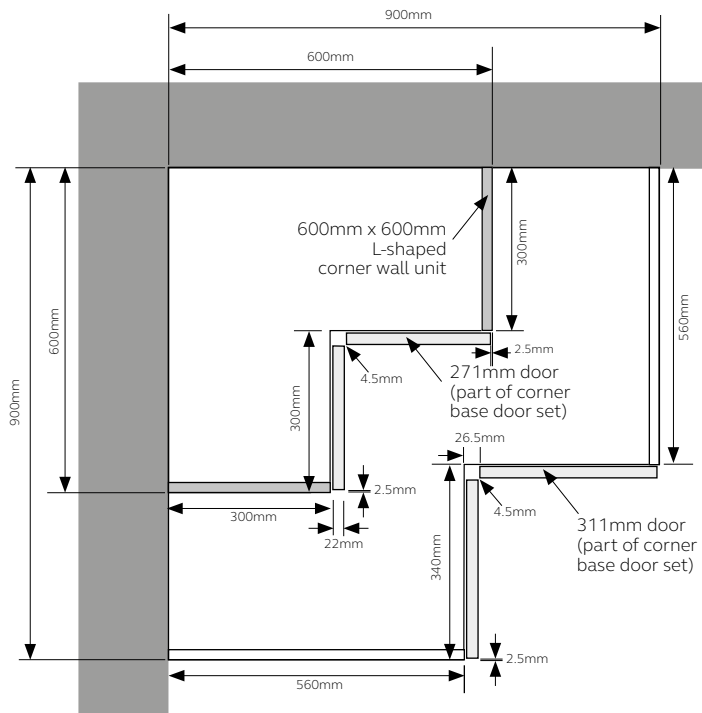 900mm
600mm
600mm x 600mm
L-shaped
corner wall unit
300mm
560mm
600mm
900mm
2.5mm
4.5mm
271mm door
(part of corner
base door set)
300mm
26.5mm
2.5mm
300mm
4.5mm
311mm door
(part of corner
base door set)
22mm
340mm
2.5mm
560mm